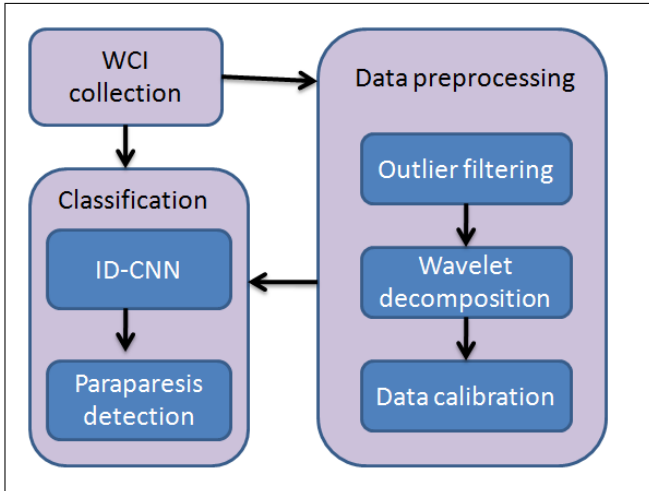 WCI
collection
Data preprocessing
Outlier filtering
Wavelet
decomposition
Data calibration
Classification
ID-CNN
Paraparesis
detection